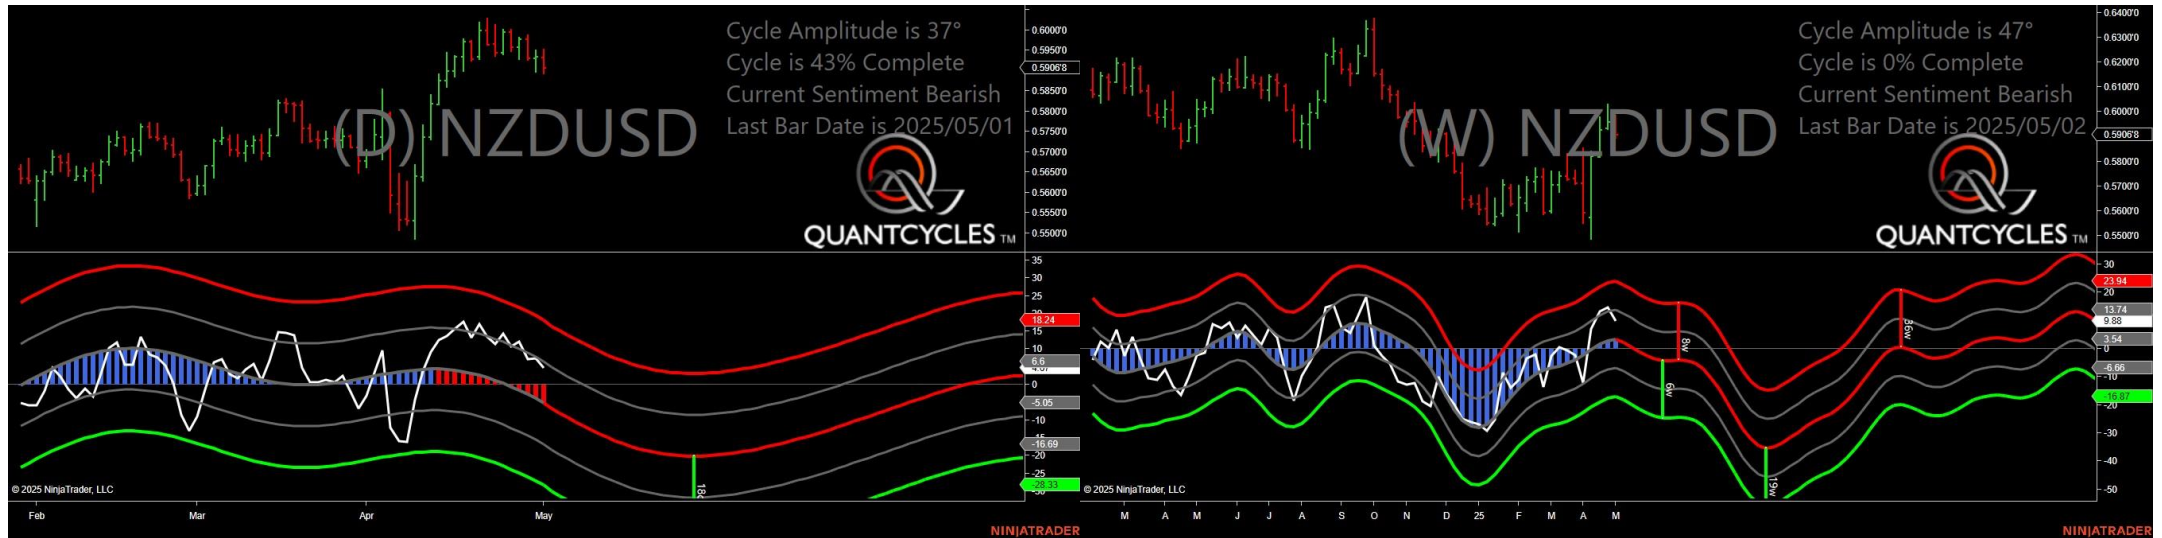 Cycle Amplitude is 37°
Cycle is 43% Complete
Current Sentiment Bearish
Last Bar Date is 2025/05/01
(D) NZDUSD
QUANTCYCLES TM
0.6000'0
0.5950'0
0.5906'8
0.5850'0
0.5800'0
0.5750'0
0.5700'0
0.5650'0
0.5600'0
0.5550'0
0.5500'0
35
30
25
18.24
15
10
6.6
0
-5.05
-10
-16.69
-20
-25
-28.33
© 2025 NinjaTrader, LLC
Feb Mar Apr May
NINJATRADER
Cycle Amplitude is 47°
Cycle is 0% Complete
Current Sentiment Bearish
Last Bar Date is 2025/05/02
(W) NZDUSD
QUANTCYCLES TM
0.6400'0
0.6300'0
0.6200'0
0.6100'0
0.6000'0
0.5906'8
0.5800'0
0.5700'0
0.5600'0
0.5500'0
30
23.94
20
13.74
9.88
3.54
0
-6.66
-10
-16.87
-20
-30
-40
-50
8w
6w
19w
36w
© 2025 NinjaTrader, LLC
M A M J J A S O N D 25 F M A M
NINJATRADER